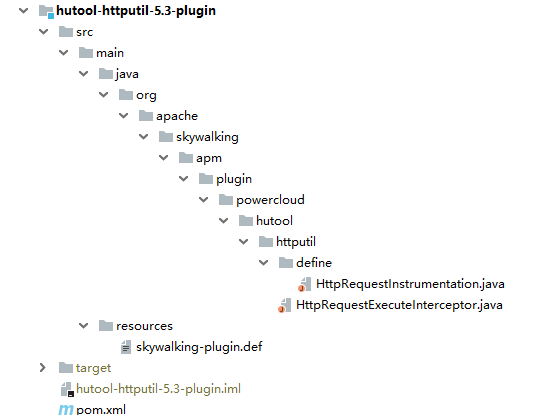 hutool-httputil-5.3-plugin
src
main
java
org
apache
skywalking
apm
plugin
powercloud
hutool
httputil
define
HttpRequestInstrumentation.java
HttpRequestExecuteInterceptor.java
resources
skywalking-plugin.def
target
hutool-httputil-5.3-plugin.iml
pom.xml